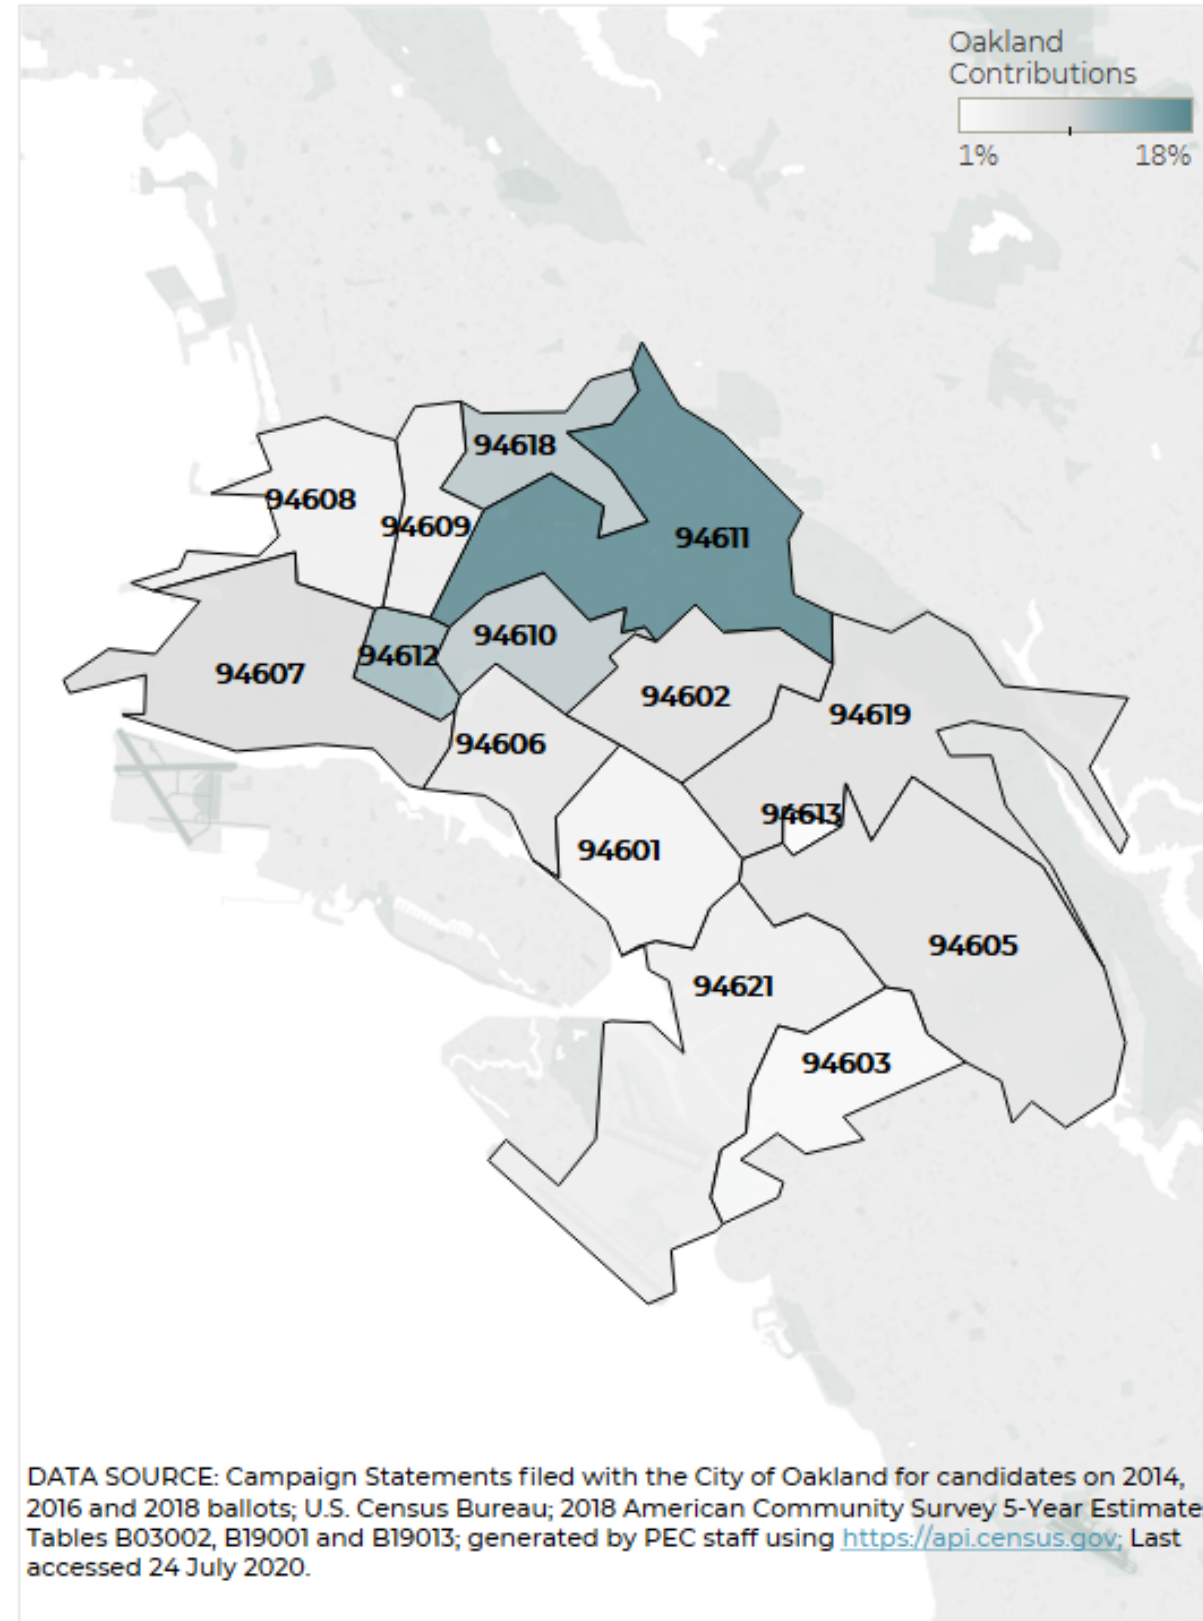 Oakland
Contributions
1% 18%
94618
94608
94609
94611
94610
94612
94607
94602
94619
94606
94613
94601
94605
94621
94603
DATA SOURCE: Campaign Statements filed with the City of Oakland for candidates on 2014,
2016 and 2018 ballots; U.S. Census Bureau; 2018 American Community Survey 5-Year Estimate
Tables B03002, B19001 and B19013; generated by PEC staff using https://api.census.gov; Last
accessed 24 July 2020.